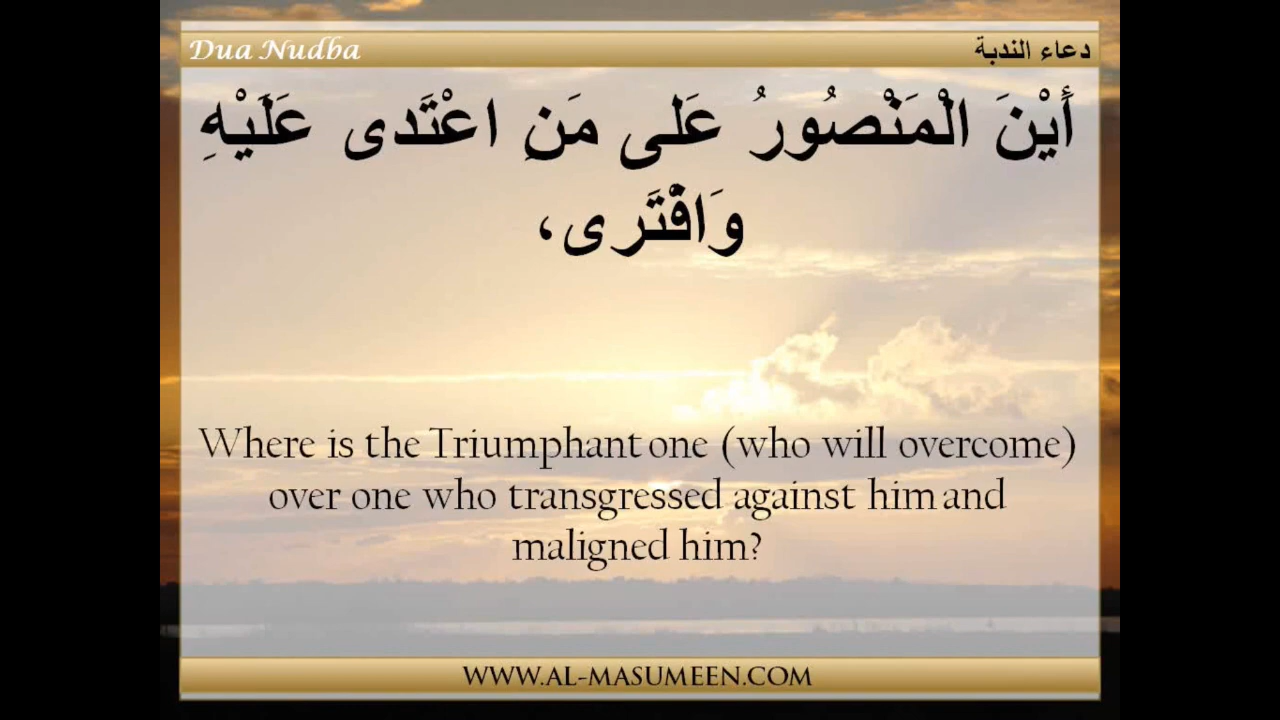 Dua Nudba
دعاء الندبة
أَيْنَ الْمَنْصُورُ عَلى مَنِ اعْتَدى عَلَيْهِ
وَافْتَرى،
Where is the Triumphant one (who will overcome)
over one who transgressed against him and
maligned him?
WWW.AL-MASUMEEN.COM